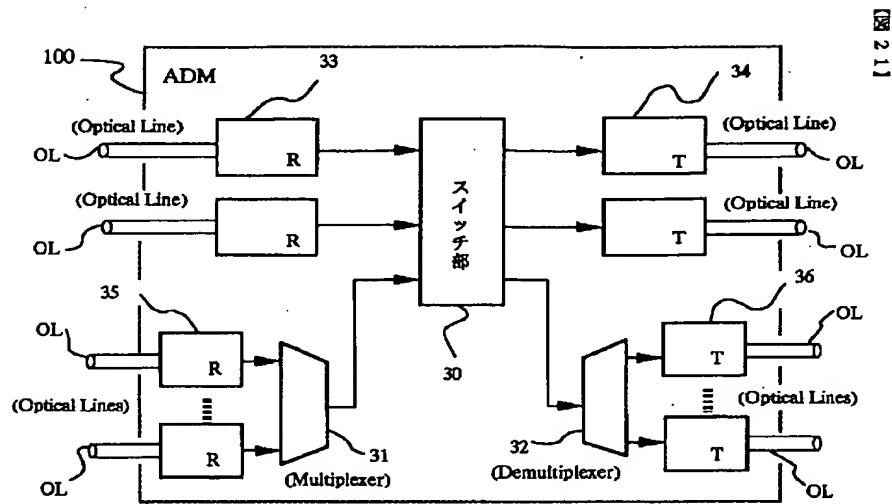 【図21】
100
ADM
33
34
(Optical Line)
(Optical Line)
OL
R
T
OL
(Optical Line)
(Optical Line)
OL
R
スイッチ部
T
OL
35
36
OL
R
30
T
OL
(Optical Lines)
(Optical Lines)
OL
R
31
(Multiplexer)
32
(Demultiplexer)
T
OL